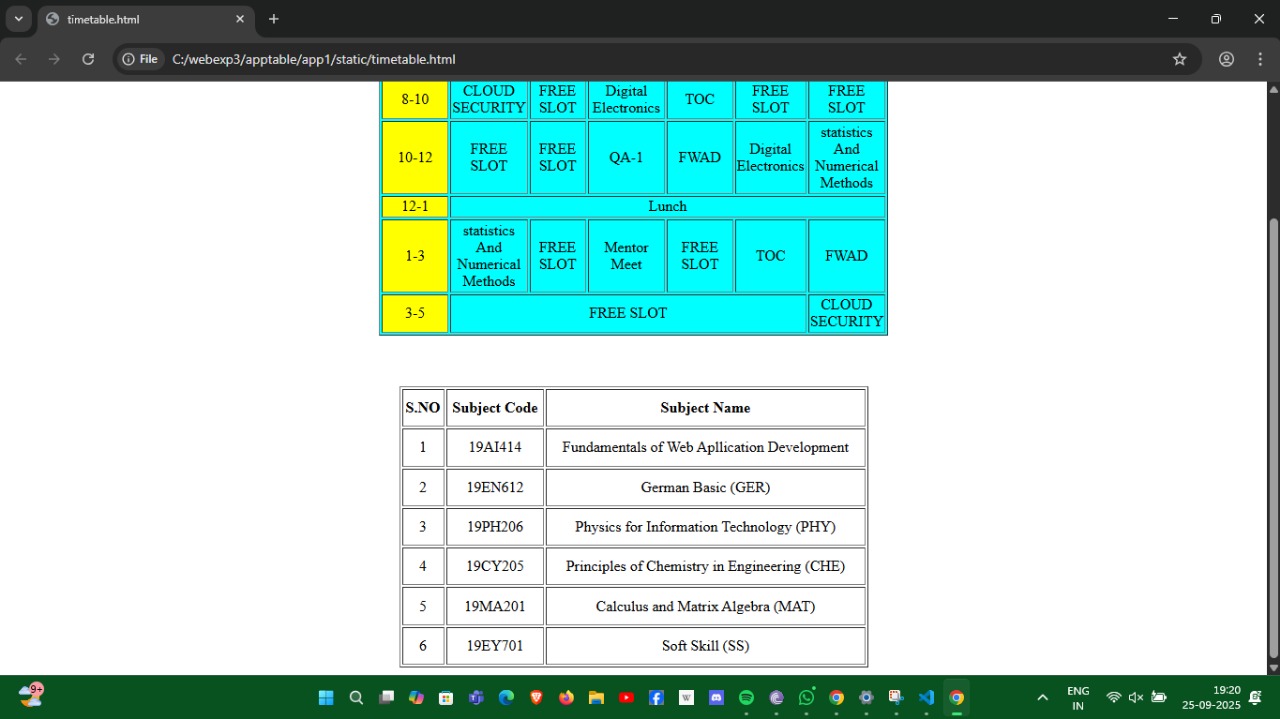 timetable.html
File
C:/webexp3/apptable/app1/static/timetable.html
8-10 CLOUD SECURITY FREE SLOT Digital Electronics TOC FREE SLOT FREE SLOT
10-12 FREE SLOT FREE SLOT QA-1 FWAD Digital Electronics statistics And Numerical Methods
12-1 Lunch
1-3 statistics And Numerical Methods FREE SLOT Mentor Meet FREE SLOT TOC FWAD
3-5 FREE SLOT CLOUD SECURITY
S.NO Subject Code Subject Name
1 19AI414 Fundamentals of Web Apllication Development
2 19EN612 German Basic (GER)
3 19PH206 Physics for Information Technology (PHY)
4 19CY205 Principles of Chemistry in Engineering (CHE)
5 19MA201 Calculus and Matrix Algebra (MAT)
6 19EY701 Soft Skill (SS)
9+
W
ENG
IN
19:20
25-09-2025